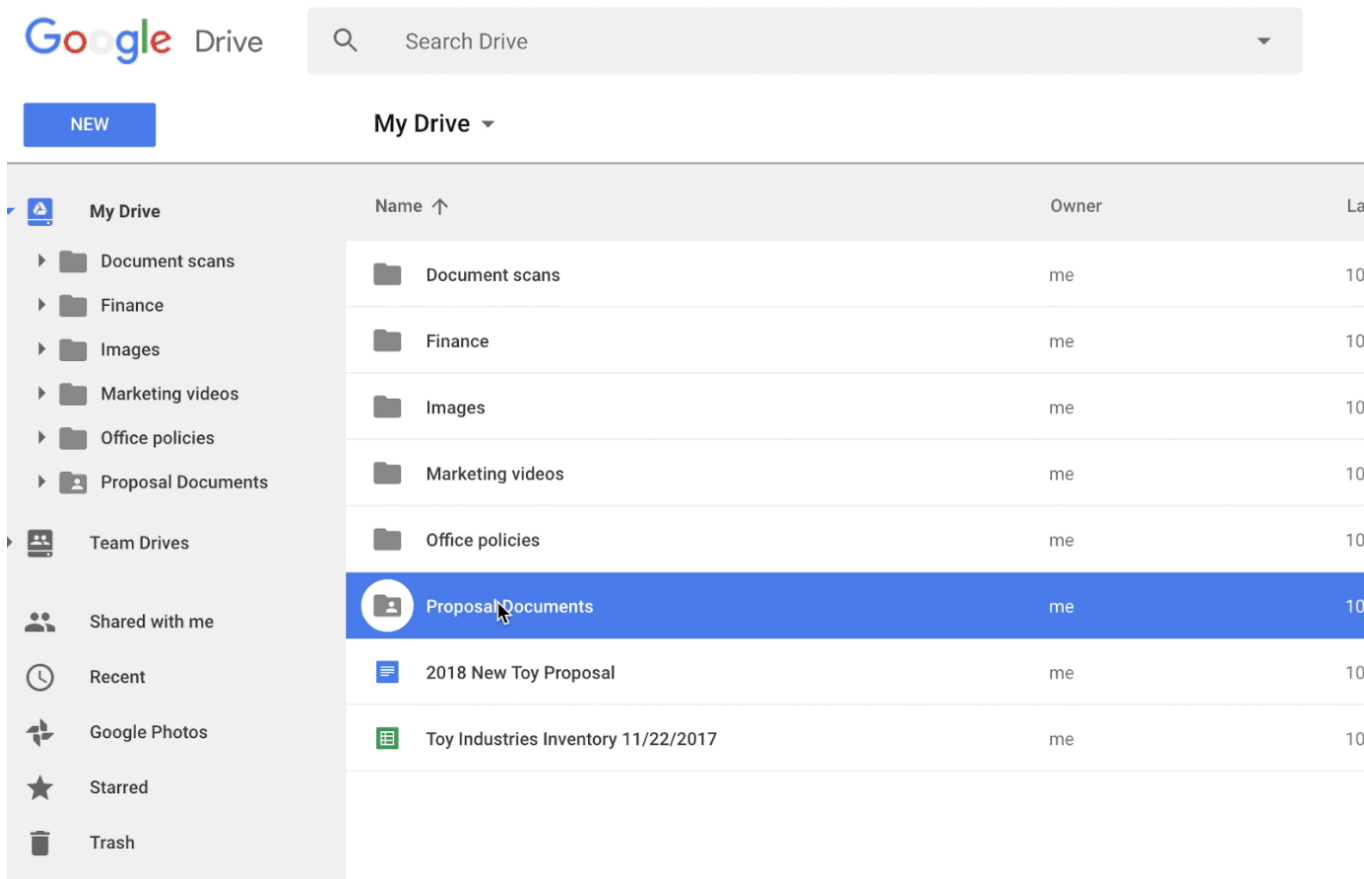 Google Drive
Search Drive
NEW
My Drive
My Drive
Document scans
Finance
Images
Marketing videos
Office policies
Proposal Documents
Team Drives
Shared with me
Recent
Google Photos
Starred
Trash
Name Owner La
Document scans me 10
Finance me 10
Images me 10
Marketing videos me 10
Office policies me 10
Proposal Documents me 10
2018 New Toy Proposal me 10
Toy Industries Inventory 11/22/2017 me 10